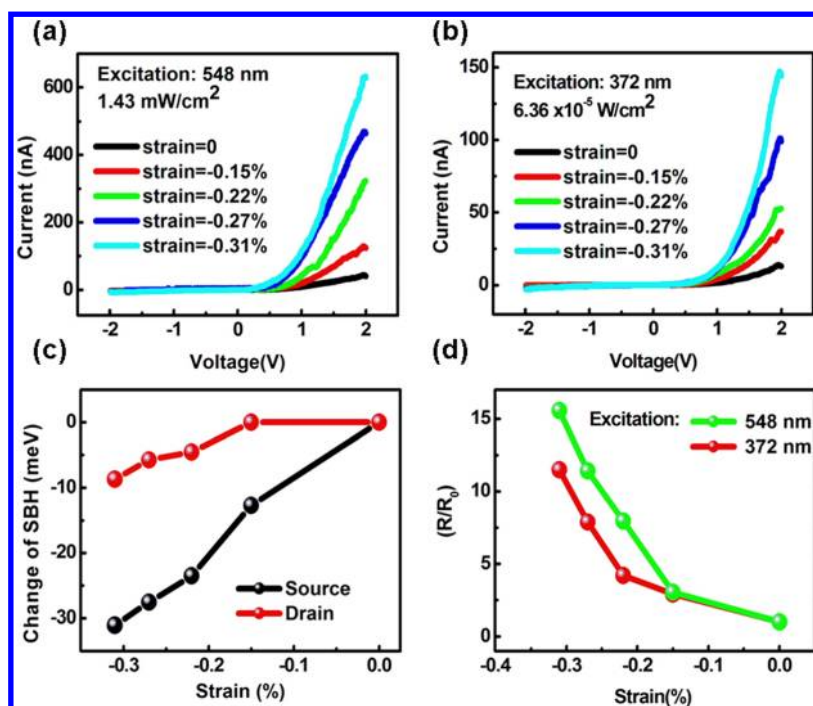 (a)
Excitation: 548 nm
1.43 mW/cm²
strain=0
strain=-0.15%
strain=-0.22%
strain=-0.27%
strain=-0.31%
600
400
200
0
Current (nA)
-2 -1 0 1 2
Voltage(V)
(b)
Excitation: 372 nm
6.36 x10⁻⁵ W/cm²
strain=0
strain=-0.15%
strain=-0.22%
strain=-0.27%
strain=-0.31%
150
100
50
0
Current (nA)
-2 -1 0 1 2
Voltage(V)
(c)
0
-10
-20
-30
Change of SBH (meV)
Source
Drain
-0.3 -0.2 -0.1 0.0
Strain (%)
(d)
Excitation: 548 nm
372 nm
15
10
5
0
(R/R₀)
-0.4 -0.3 -0.2 -0.1 0.0
Strain(%)